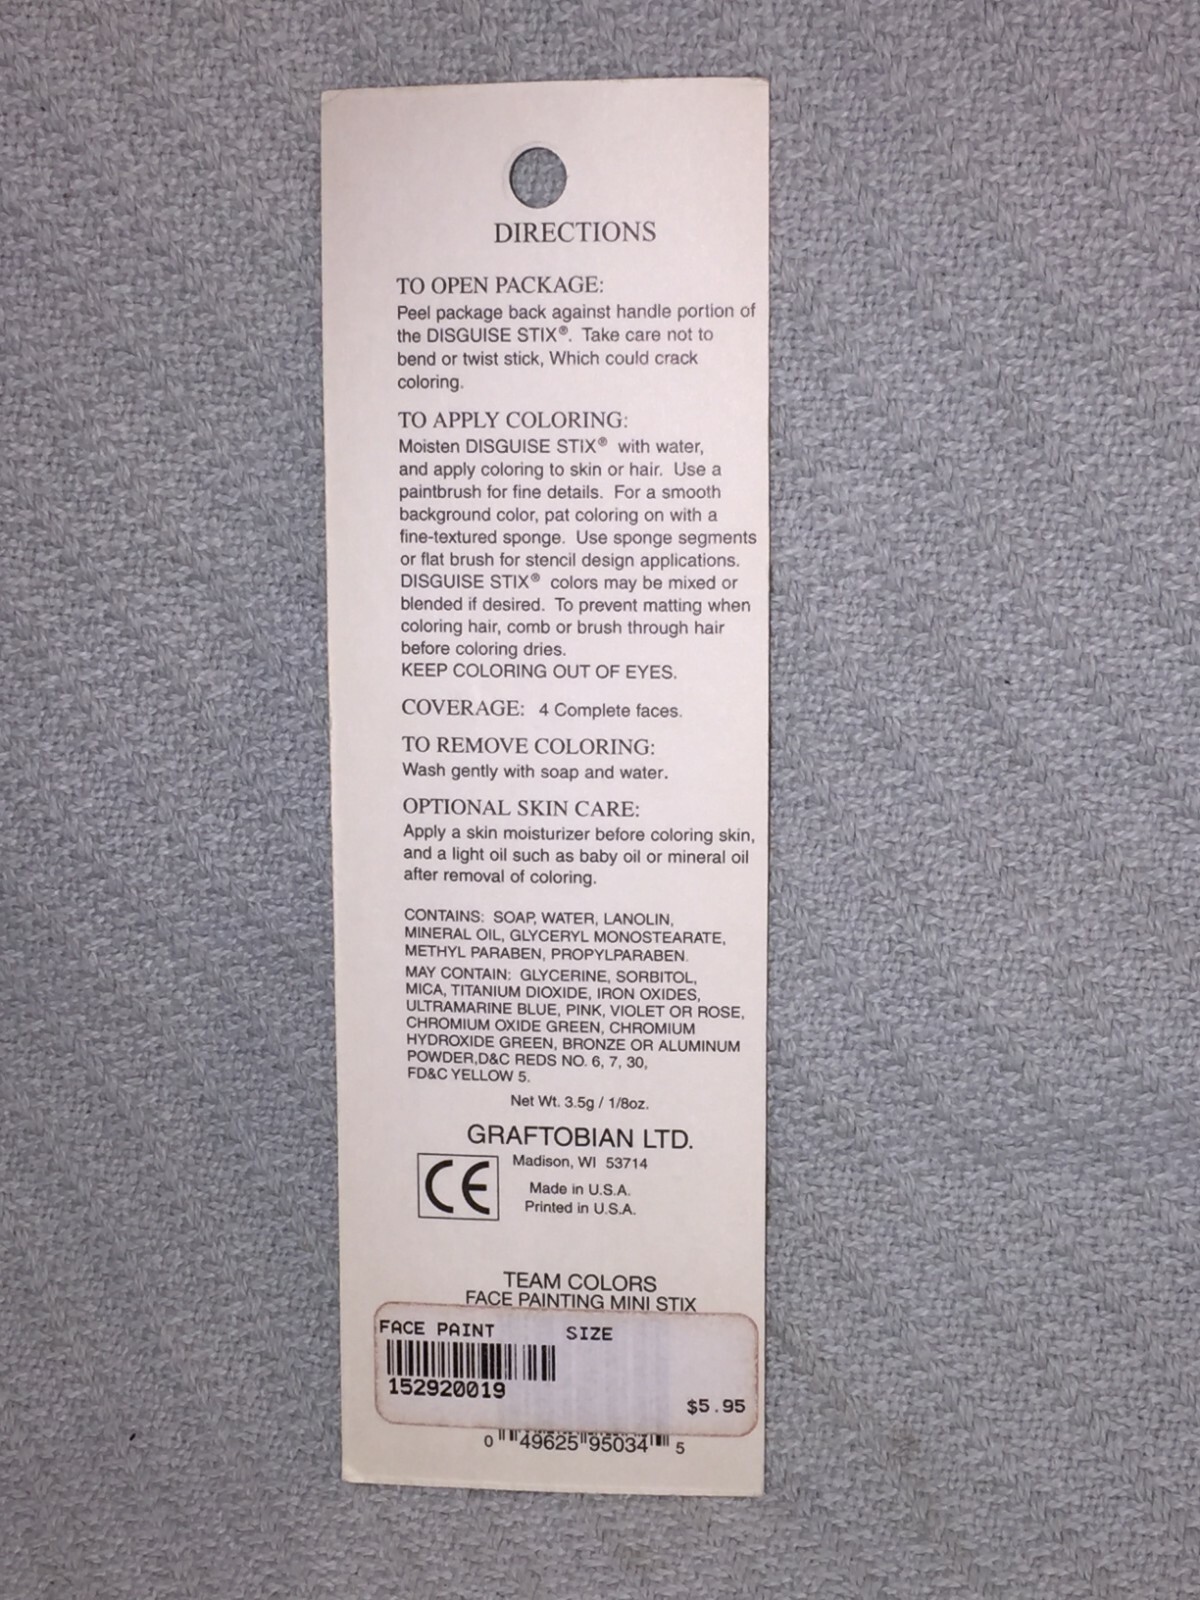 DIRECTIONS
TO OPEN PACKAGE:
Peel package back against handle portion of
the DISGUISE STIX®. Take care not to
bend or twist stick, Which could crack
coloring.
TO APPLY COLORING:
Moisten DISGUISE STIX® with water,
and apply coloring to skin or hair. Use a
paintbrush for fine details. For a smooth
background color, pat coloring on with a
fine-textured sponge. Use sponge segments
or flat brush for stencil design applications.
DISGUISE STIX® colors may be mixed or
blended if desired. To prevent matting when
coloring hair, comb or brush through hair
before coloring dries.
KEEP COLORING OUT OF EYES.
COVERAGE: 4 Complete faces.
TO REMOVE COLORING:
Wash gently with soap and water.
OPTIONAL SKIN CARE:
Apply a skin moisturizer before coloring skin,
and a light oil such as baby oil or mineral oil
after removal of coloring.
CONTAINS: SOAP, WATER, LANOLIN,
MINERAL OIL, GLYCERYL MONOSTEARATE,
METHYL PARABEN, PROPYLPARABEN.
MAY CONTAIN: GLYCERINE, SORBITOL,
MICA, TITANIUM DIOXIDE, IRON OXIDES,
ULTRAMARINE BLUE, PINK, VIOLET OR ROSE,
CHROMIUM OXIDE GREEN, CHROMIUM
HYDROXIDE GREEN, BRONZE OR ALUMINUM
POWDER,D&C REDS NO. 6, 7, 30,
FD&C YELLOW 5.
Net Wt. 3.5g / 1/8oz.
GRAFTOBIAN LTD.
CE
Madison, WI 53714
Made in U.S.A.
Printed in U.S.A.
TEAM COLORS
FACE PAINTING MINI STIX
FACE PAINT SIZE
152920019
$5.95
0 49625 95034 5